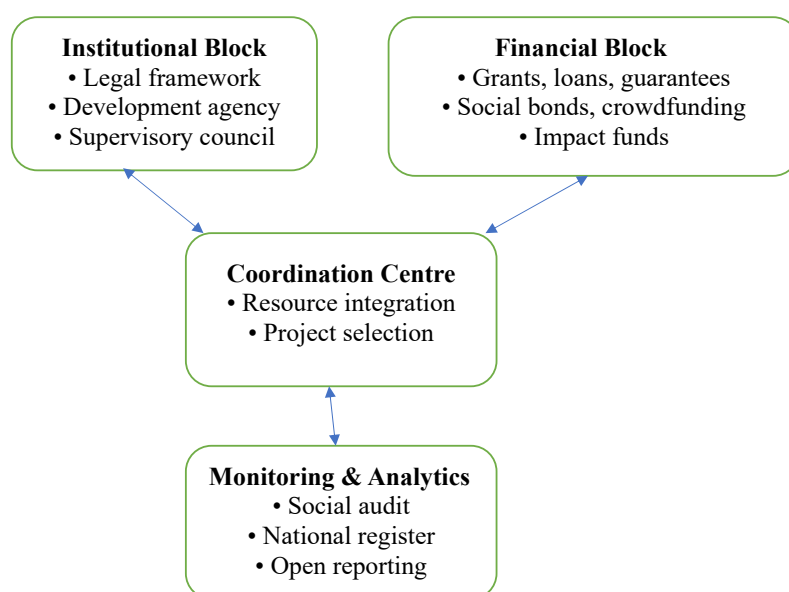 Institutional Block
• Legal framework
• Development agency
• Supervisory council
Financial Block
• Grants, loans, guarantees
• Social bonds, crowdfunding
• Impact funds
Coordination Centre
• Resource integration
• Project selection
Monitoring & Analytics
• Social audit
• National register
• Open reporting